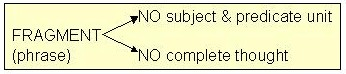 NO subject & predicate unit
FRAGMENT
(phrase)
NO complete thought